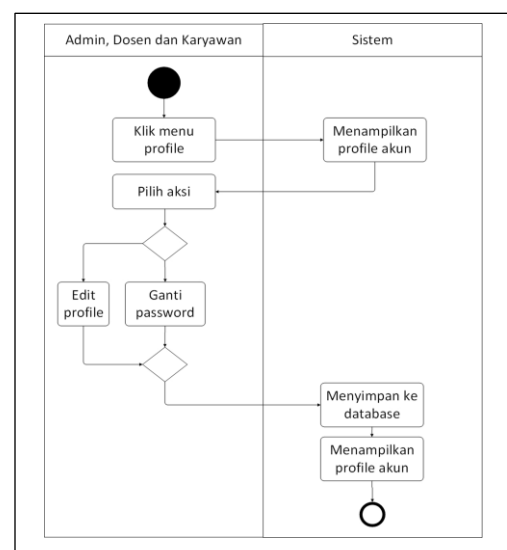 Admin, Dosen dan Karyawan
Sistem
Klik menu
profile
Menampilkan
profile akun
Pilih aksi
Edit
profile
Ganti
password
Menyimpan ke
database
Menampilkan
profile akun